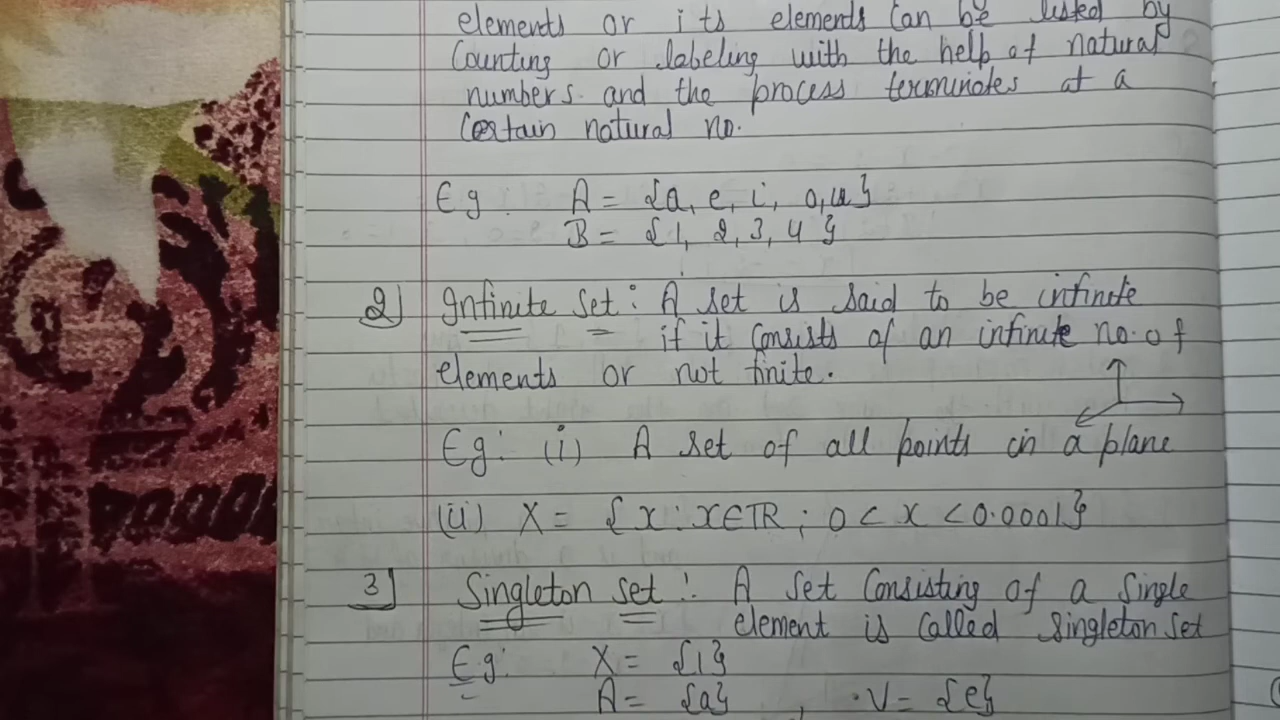 elements or its elements can be listed by
counting or labeling with the help of natural
numbers and the process terminates at a
certain natural no.
Eg. A = {a, e, i, o, u}
B = {1, 2, 3, 4}
2) Infinite Set: A set is said to be infinite
if it consists of an infinite no. of
elements or not finite.
Eg: (i) A set of all points in a plane
(ii) X = {x : x ∈ IR ; 0 < x < 0.0001}
3) Singleton set : A set consisting of a single
element is called singleton set
Eg: X = {1}
A = {a} , V = {e}